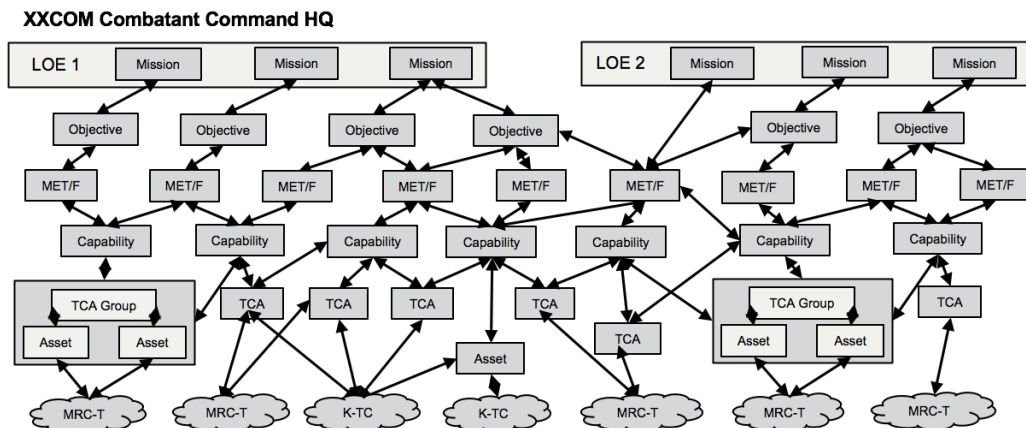 XXCOM Combatant Command HQ
LOE 1
Mission
Mission
Mission
LOE 2
Mission
Mission
Mission
Objective
Objective
Objective
Objective
Objective
Objective
MET/F
MET/F
MET/F
MET/F
MET/F
MET/F
MET/F
MET/F
MET/F
Capability
Capability
Capability
Capability
Capability
Capability
Capability
TCA Group
Asset
Asset
TCA
TCA
TCA
TCA
TCA
Asset
TCA Group
Asset
Asset
TCA
MRC-T
MRC-T
K-TC
K-TC
MRC-T
MRC-T
MRC-T